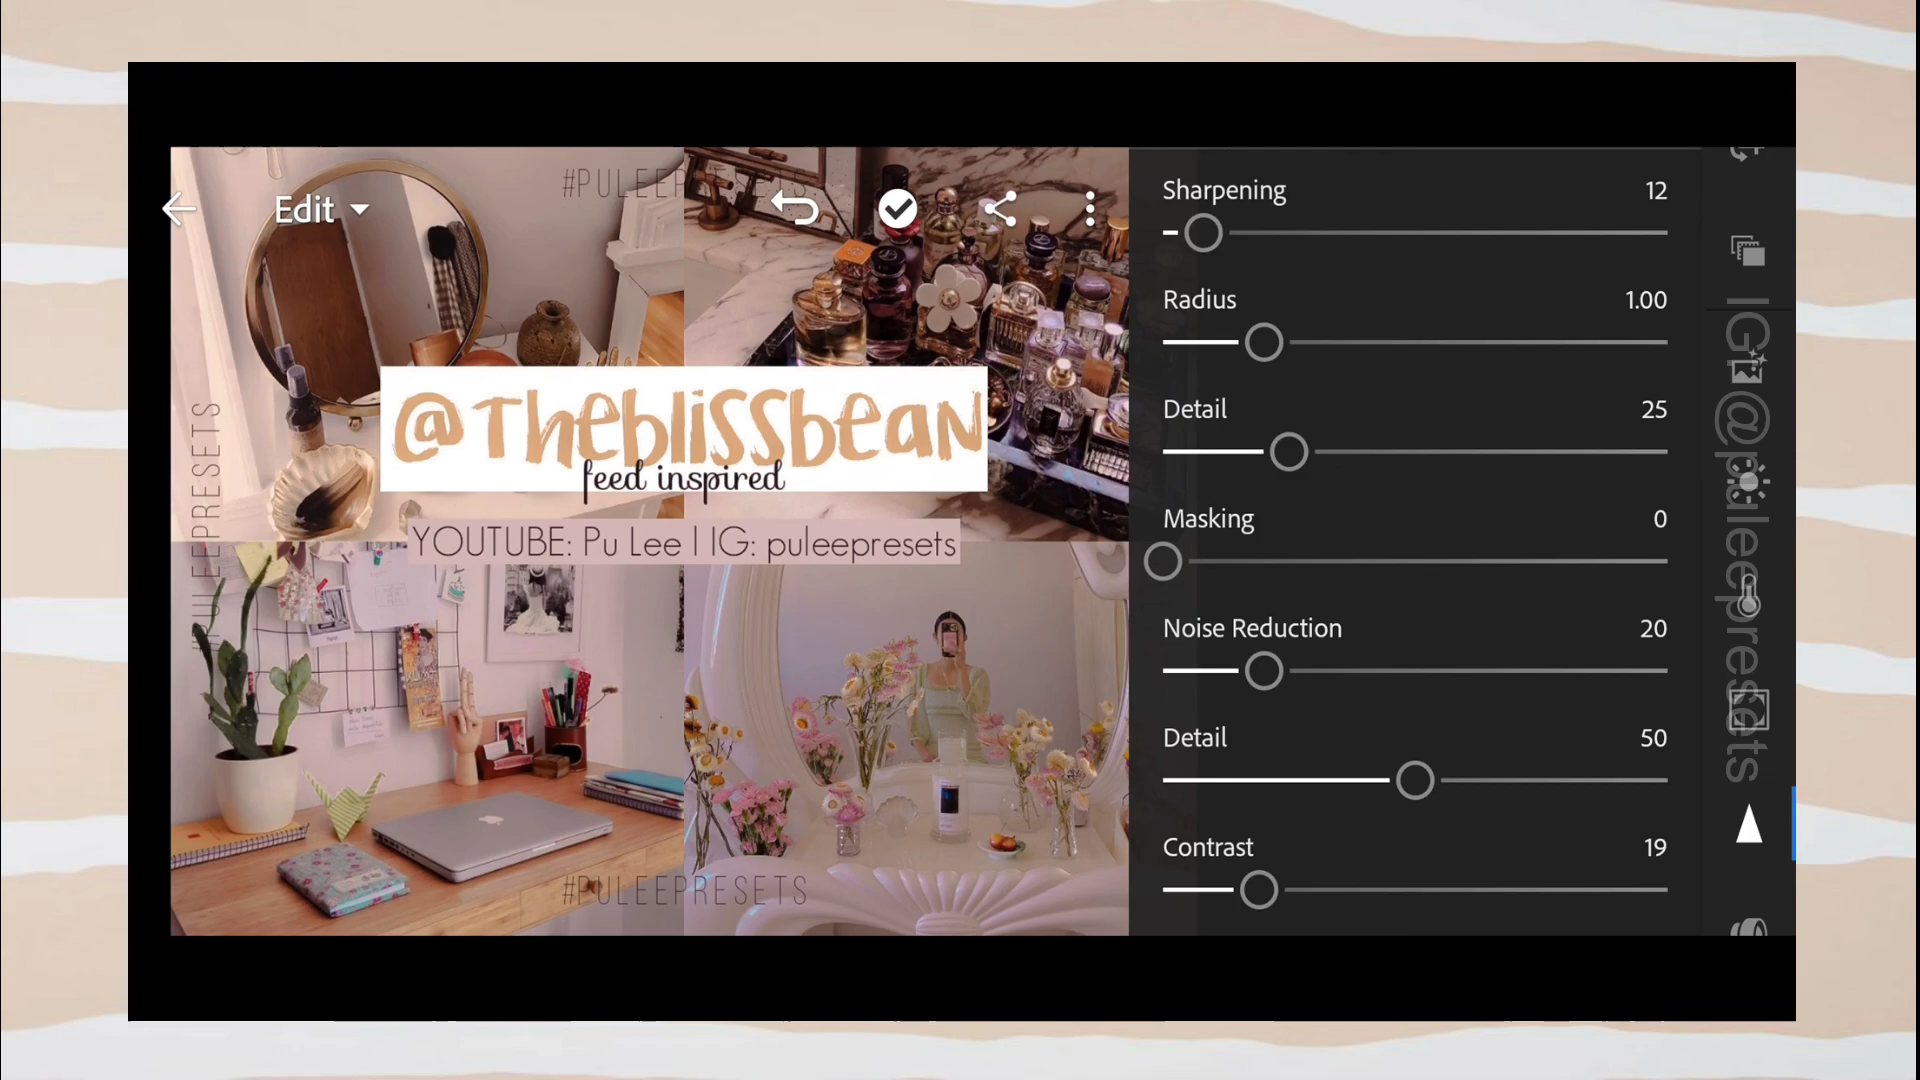 #PULEEPRESETS
Edit
Sharpening 12
Radius 1.00
Detail 25
Masking 0
Noise Reduction 20
Detail 50
Contrast 19
@Theblissbean
feed inspired
YOUTUBE: Pu Lee | IG: puleepresets
#PULEEPRESETS
#PULEEPRESETS
IG@puleepresets